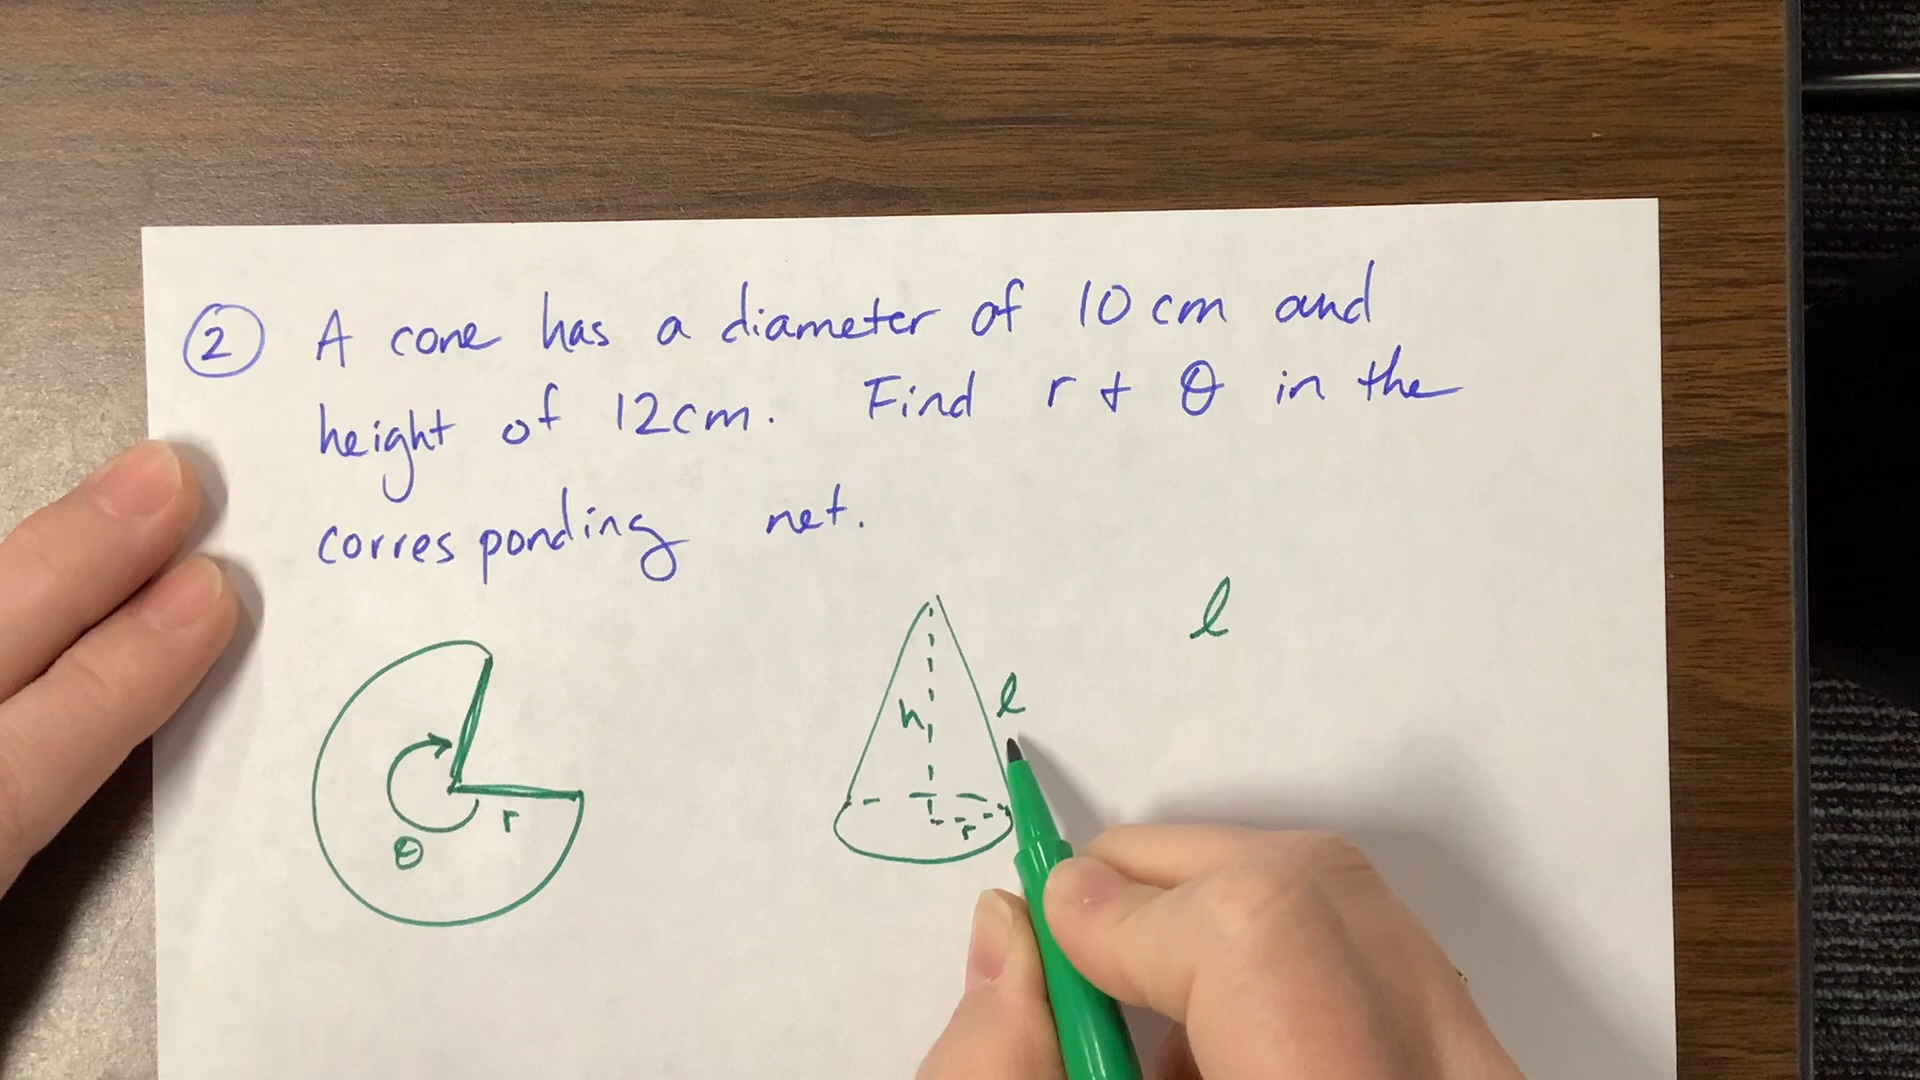 ② A cone has a diameter of 10 cm and
height of 12cm. Find r + θ in the
corresponding net.
l
h l
r
r
θ